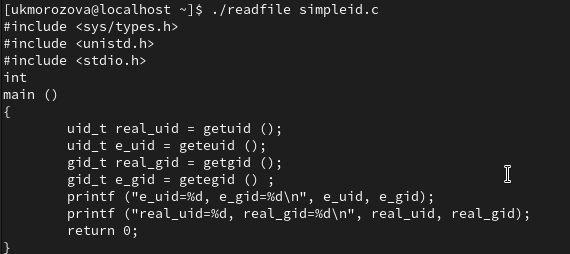 [ukmorozova@localhost ~]$ ./readfile simpleid.c
#include <sys/types.h>
#include <unistd.h>
#include <stdio.h>
int
main ()
{
        uid_t real_uid = getuid ();
        uid_t e_uid = geteuid ();
        gid_t real_gid = getgid ();
        gid_t e_gid = getegid () ;
        printf ("e_uid=%d, e_gid=%d\n", e_uid, e_gid);
        printf ("real_uid=%d, real_gid=%d\n", real_uid, real_gid);
        return 0;
}